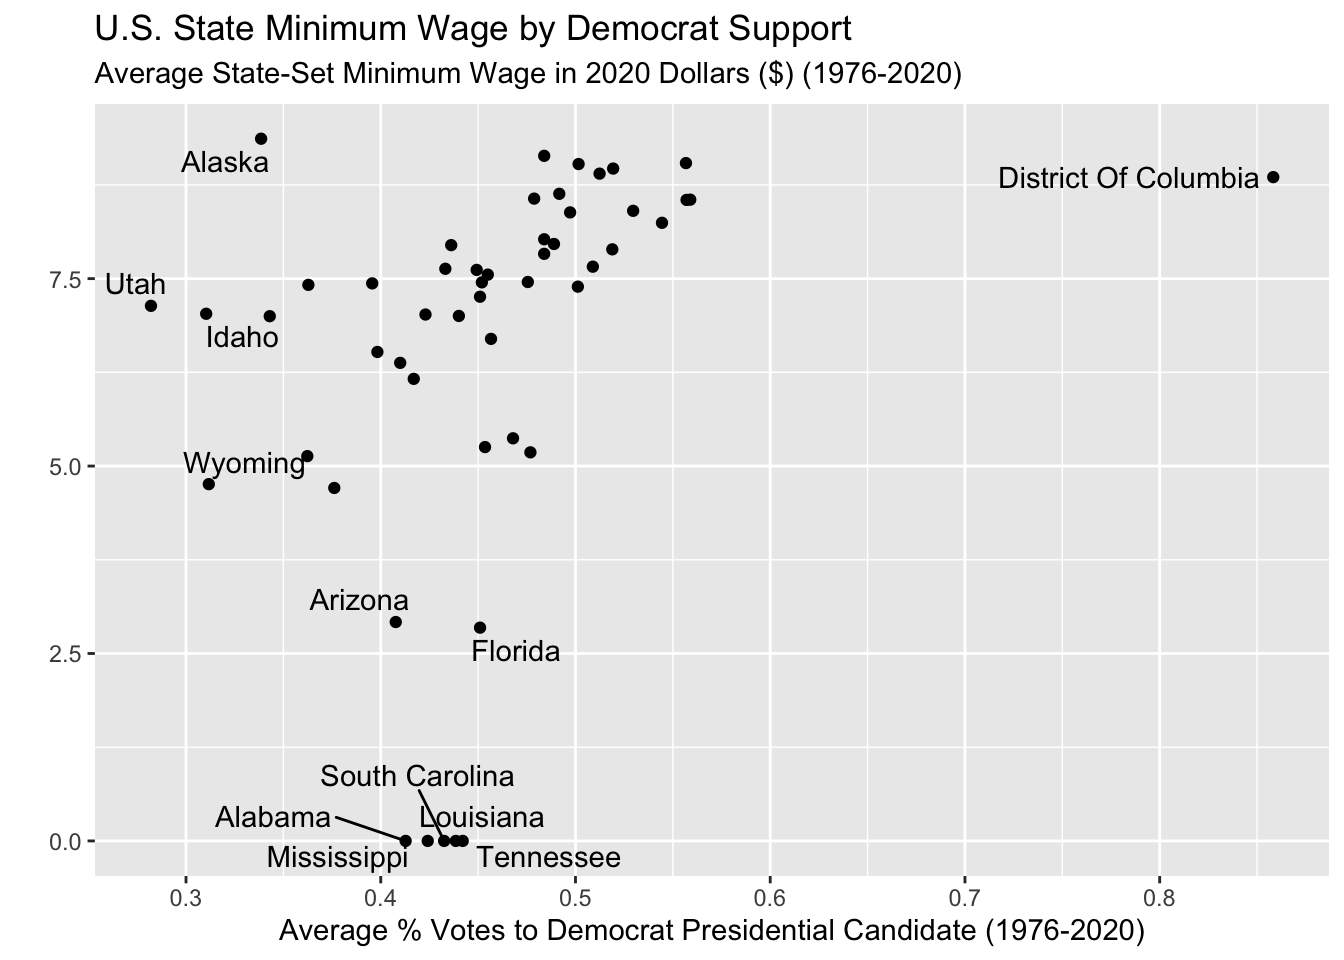 U.S. State Minimum Wage by Democrat Support
Average State-Set Minimum Wage in 2020 Dollars ($) (1976-2020)
Alaska
District Of Columbia
7.5
Utah
Idaho
5.0
Wyoming
Arizona
2.5
Florida
South Carolina
Alabama
Louisiana
0.0
Mississippi
Tennessee
0.3
0.4
0.5
0.6
0.7
0.8
Average % Votes to Democrat Presidential Candidate (1976-2020)